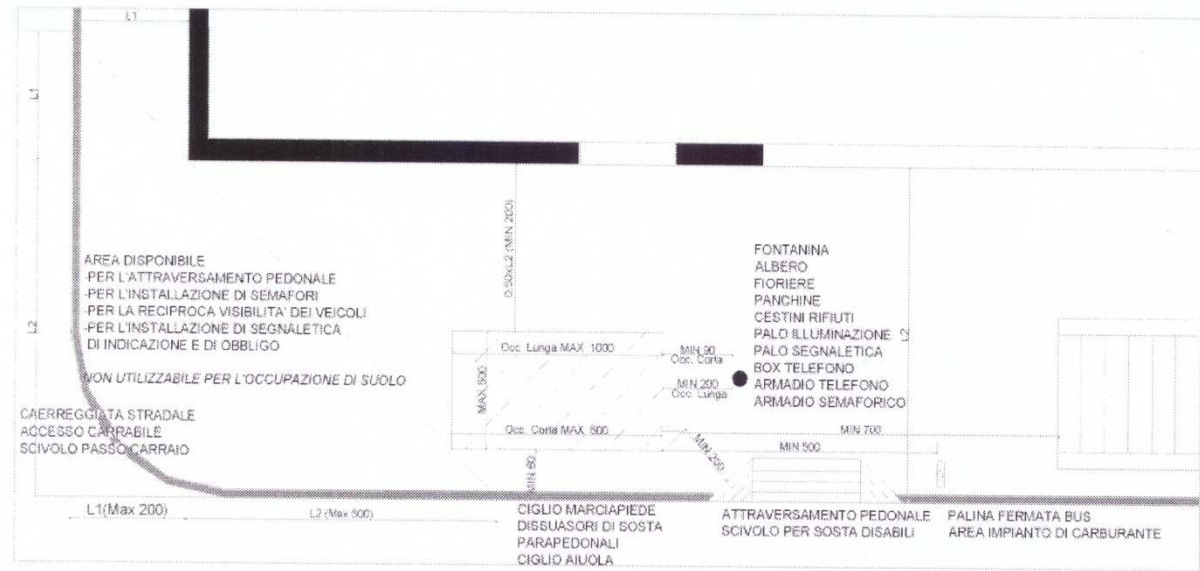 L1
L1
L2
0.50xL2 (MIN 200)
AREA DISPONIBILE
-PER L'ATTRAVERSAMENTO PEDONALE
-PER L'INSTALLAZIONE DI SEMAFORI
-PER LA RECIPROCA VISIBILITA' DEI VEICOLI
-PER L'INSTALLAZIONE DI SEGNALETICA
DI INDICAZIONE E DI OBBLIGO
NON UTILIZZABILE PER L'OCCUPAZIONE DI SUOLO
CAERREGGIATA STRADALE
ACCESSO CARRABILE
SCIVOLO PASSO CARRAIO
FONTANINA
ALBERO
FIORIERE
PANCHINE
CESTINI RIFIUTI
PALO ILLUMINAZIONE
PALO SEGNALETICA
BOX TELEFONO
ARMADIO TELEFONO
ARMADIO SEMAFORICO
L2
Occ. Lunga MAX 1000
MIN 90
Occ. Corta
MAX 500
MIN 200
Occ. Lunga
Occ. Corta MAX 500
MIN 700
MIN 500
MIN 200
MIN 60
L1(Max 200)
L2 (Max 500)
CIGLIO MARCIAPIEDE
DISSUASORI DI SOSTA
PARAPEDONALI
CIGLIO AIUOLA
ATTRAVERSAMENTO PEDONALE
SCIVOLO PER SOSTA DISABILI
PALINA FERMATA BUS
AREA IMPIANTO DI CARBURANTE